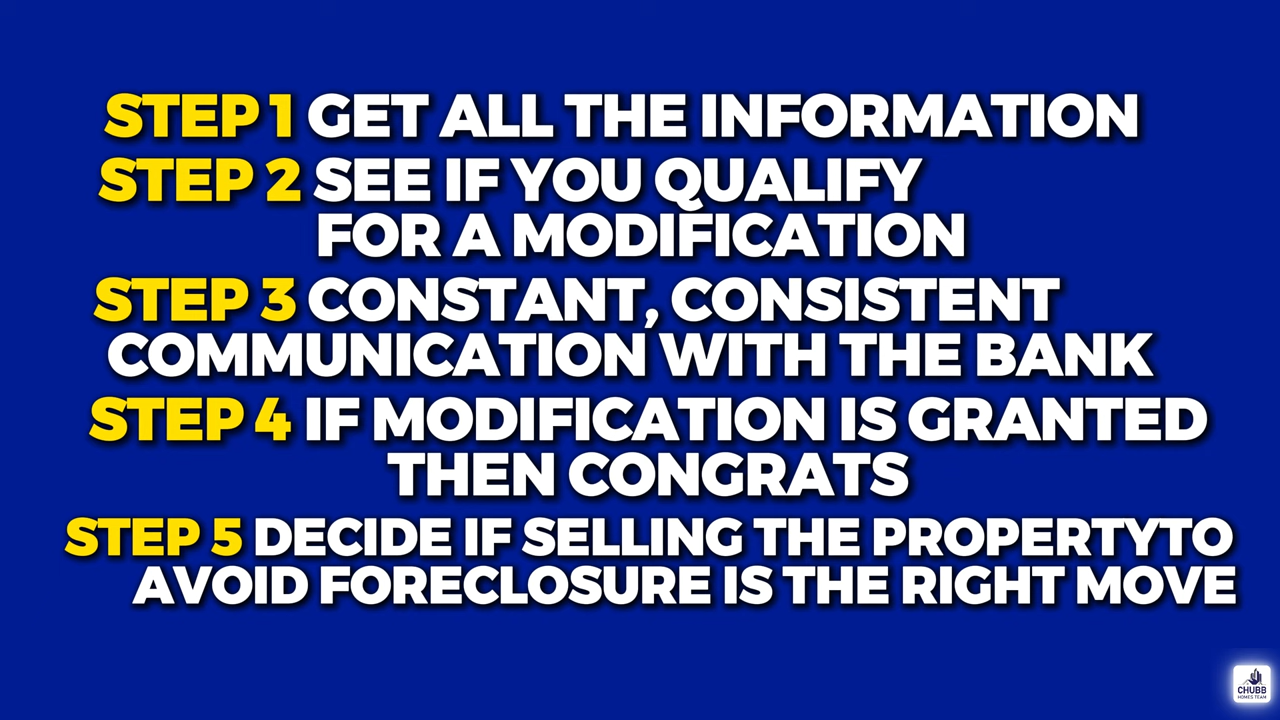 STEP 1 GET ALL THE INFORMATION
STEP 2 SEE IF YOU QUALIFY
FOR A MODIFICATION
STEP 3 CONSTANT, CONSISTENT
COMMUNICATION WITH THE BANK
STEP 4 IF MODIFICATION IS GRANTED
THEN CONGRATS
STEP 5 DECIDE IF SELLING THE PROPERTYTO
AVOID FORECLOSURE IS THE RIGHT MOVE
CHUBB
HOMES TEAM